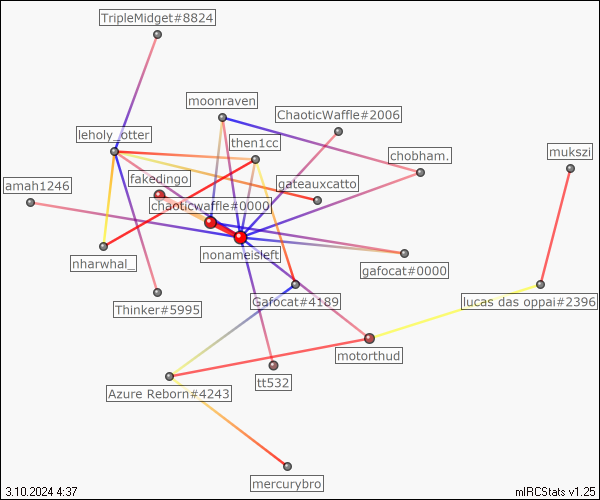 TripleMidget#8824
moonraven
ChaoticWaffle#2006
leholy_otter
then1cc
chobham.
mukszi
amah1246
fakedingo
gateauxcatto
chaoticwaffle#0000
nonameisleft
nharwhal_
gafocat#0000
Thinker#5995
Gafocat#4189
lucas das oppai#2396
motorthud
tt532
Azure Reborn#4243
mercurybro
3.10.2024 4:37
mIRCStats v1.25